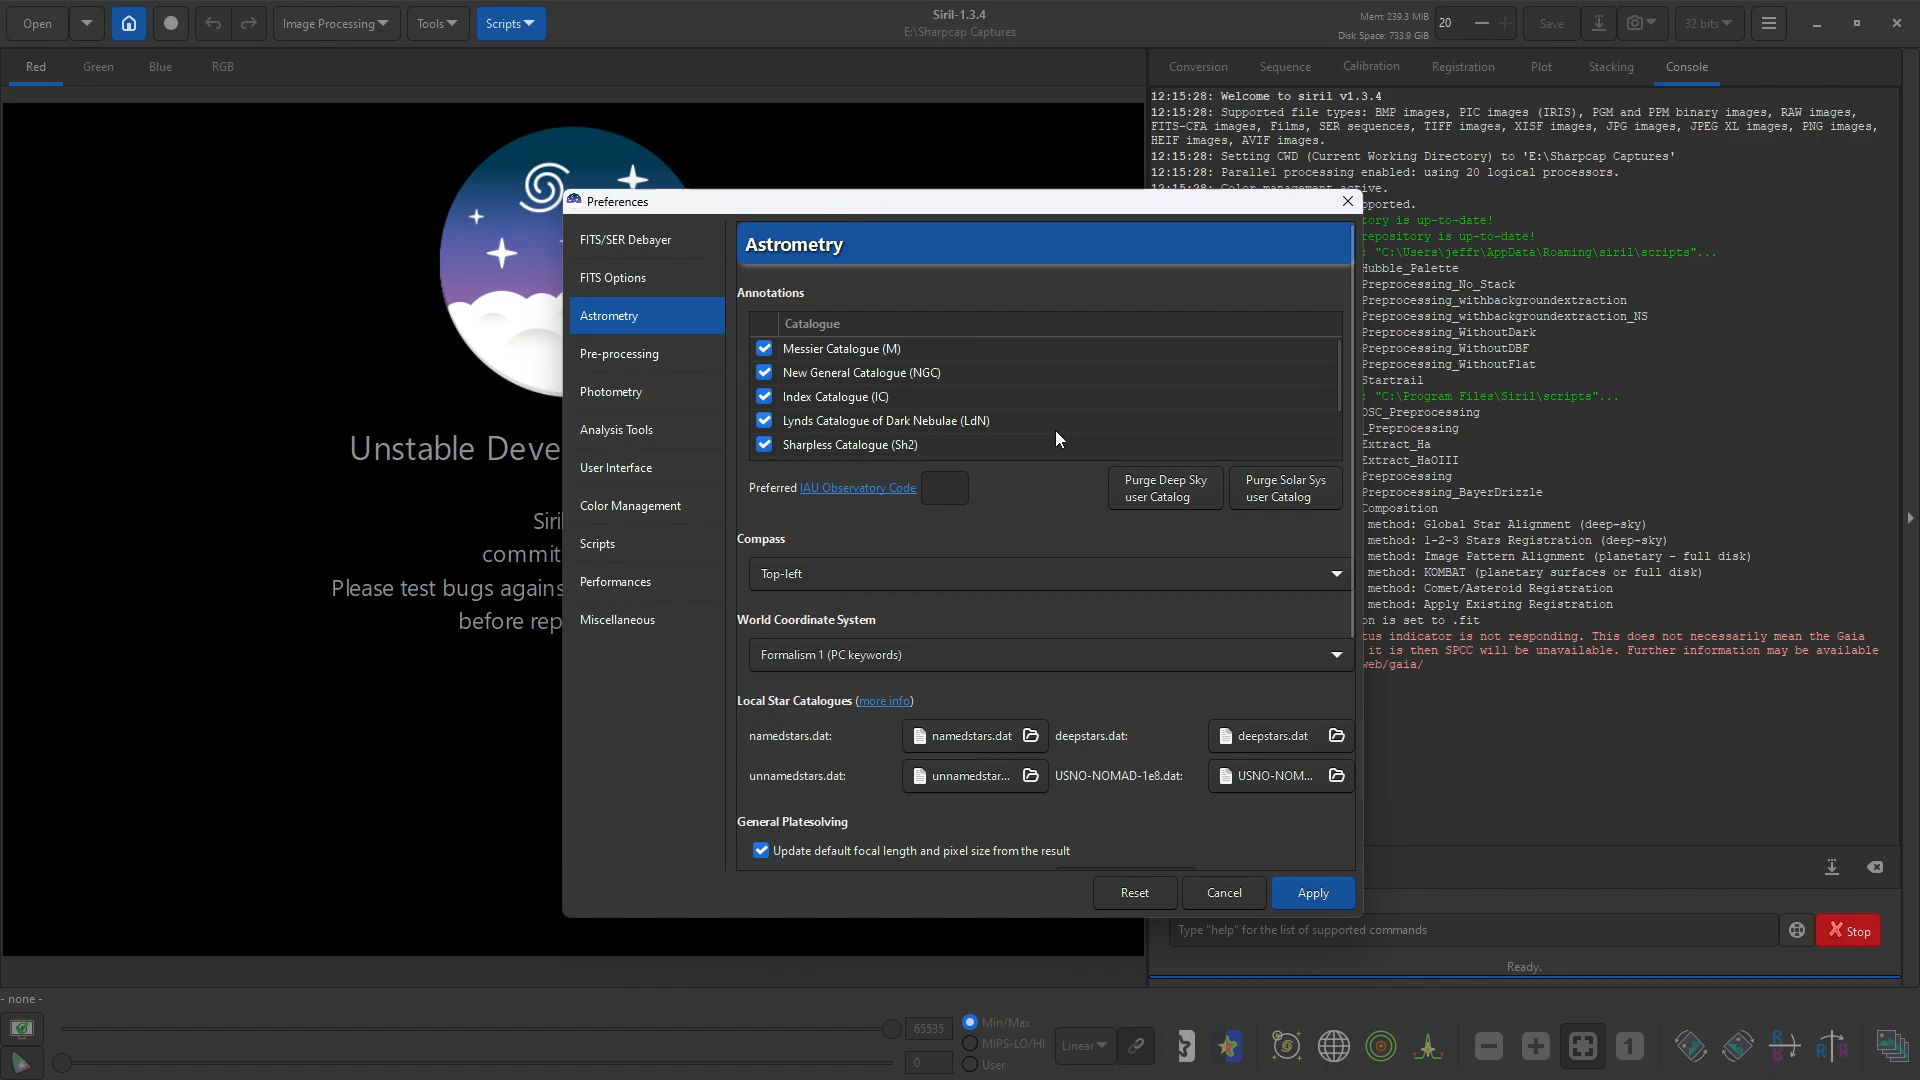 Open
Image Processing
Tools
Scripts
Siril-1.3.4
E:\Sharpcap Captures
Mem: 239.3 MiB
Disk Space: 733.9 GiB
20
Save
32 bits
Red
Green
Blue
RGB
Conversion
Sequence
Calibration
Registration
Plot
Stacking
Console
12:15:28: Welcome to siril v1.3.4
12:15:28: Supported file types: BMP images, PIC images (IRIS), PGM and PPM binary images, RAW images,
FITS-CFA images, Films, SER sequences, TIFF images, XISF images, JPG images, JPEG XL images, PNG images,
HEIF images, AVIF images.
12:15:28: Setting CWD (Current Working Directory) to 'E:\Sharpcap Captures'
12:15:28: Parallel processing enabled: using 20 logical processors.
12:15:28: Color management active.
pported.
tory is up-to-date!
repository is up-to-date!
: "C:\Users\jeffr\AppData\Roaming\siril\scripts"...
Hubble_Palette
Preprocessing_No_Stack
Preprocessing_withbackgroundextraction
Preprocessing_withbackgroundextraction_NS
Preprocessing_WithoutDark
Preprocessing_WithoutDBF
Preprocessing_WithoutFlat
Startrail
: "C:\Program Files\Siril\scripts"...
OSC_Preprocessing
_Preprocessing
Extract_Ha
Extract_HaOIII
Preprocessing
Preprocessing_BayerDrizzle
Composition
method: Global Star Alignment (deep-sky)
method: 1-2-3 Stars Registration (deep-sky)
method: Image Pattern Alignment (planetary - full disk)
method: KOMBAT (planetary surfaces or full disk)
method: Comet/Asteroid Registration
method: Apply Existing Registration
on is set to .fit
tus indicator is not responding. This does not necessarily mean the Gaia
it is then SPCC will be unavailable. Further information may be available
web/gaia/
Unstable Deve
Siril
commit
Please test bugs agains
before rep
Preferences
FITS/SER Debayer
FITS Options
Astrometry
Pre-processing
Photometry
Analysis Tools
User Interface
Color Management
Scripts
Performances
Miscellaneous
Astrometry
Annotations
Catalogue
Messier Catalogue (M)
New General Catalogue (NGC)
Index Catalogue (IC)
Lynds Catalogue of Dark Nebulae (LdN)
Sharpless Catalogue (Sh2)
Preferred IAU Observatory Code
Purge Deep Sky
user Catalog
Purge Solar Sys
user Catalog
Compass
Top-left
World Coordinate System
Formalism 1 (PC keywords)
Local Star Catalogues (more info)
namedstars.dat: namedstars.dat deepstars.dat: deepstars.dat
unnamedstars.dat: unnamedstar... USNO-NOMAD-1e8.dat: USNO-NOM...
General Platesolving
Update default focal length and pixel size from the result
Reset
Cancel
Apply
Type "help" for the list of supported commands
Stop
Ready.
- none -
65535
0
Min/Max
MIPS-LO/HI
User
Linear
1